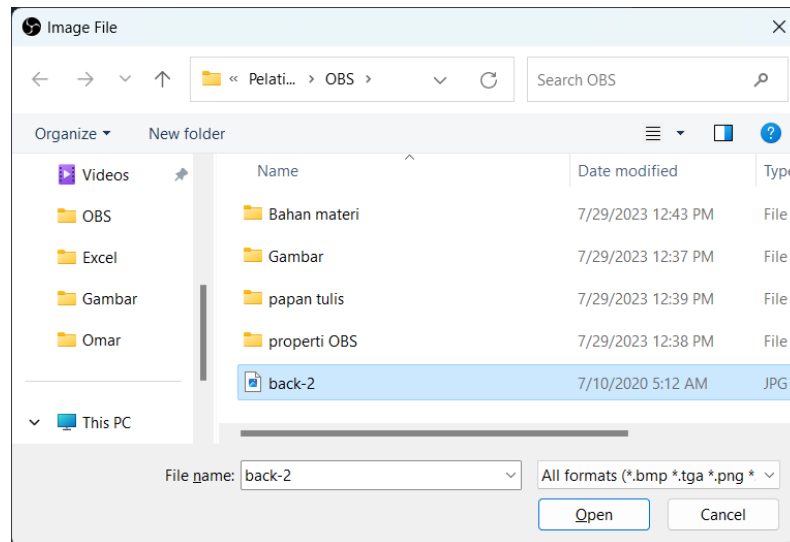 Image File
« Pelati... > OBS >
Search OBS
Organize
New folder
Name
Date modified
Type
Videos
OBS
Excel
Gambar
Omar
This PC
Bahan materi 7/29/2023 12:43 PM File
Gambar 7/29/2023 12:37 PM File
papan tulis 7/29/2023 12:39 PM File
properti OBS 7/29/2023 12:38 PM File
back-2 7/10/2020 5:12 AM JPG
File name: back-2
All formats (*.bmp *.tga *.png *
Open
Cancel